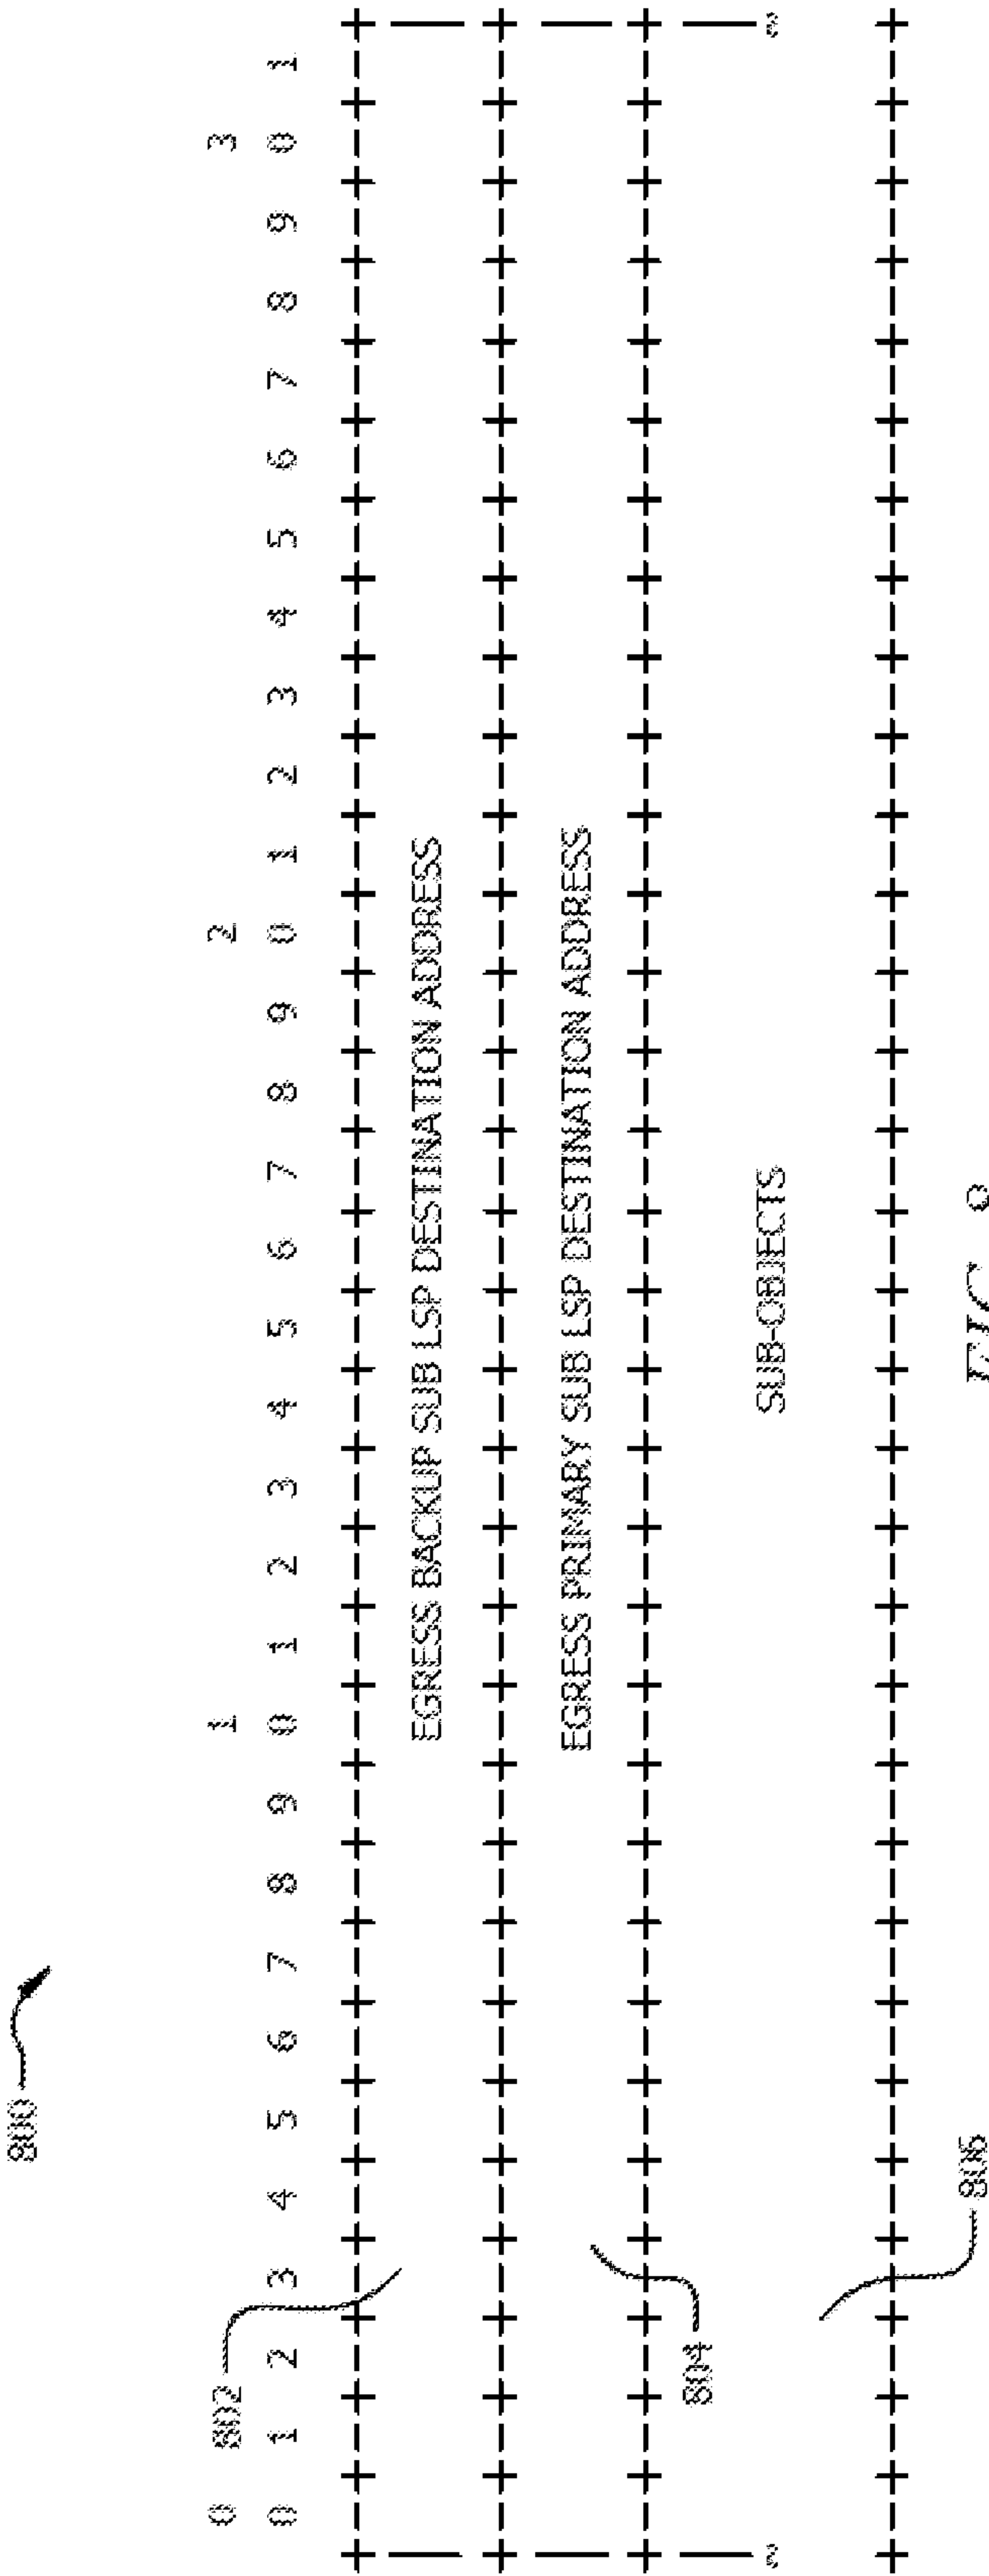 800
0 1 2 3
0 1 2 3 4 5 6 7 8 9 0 1 2 3 4 5 6 7 8 9 0 1 2 3 4 5 6 7 8 9 0 1
802
EGRESS BACKUP SUB LSP DESTINATION ADDRESS
EGRESS PRIMARY SUB LSP DESTINATION ADDRESS
804
SUB-OBJECTS
806